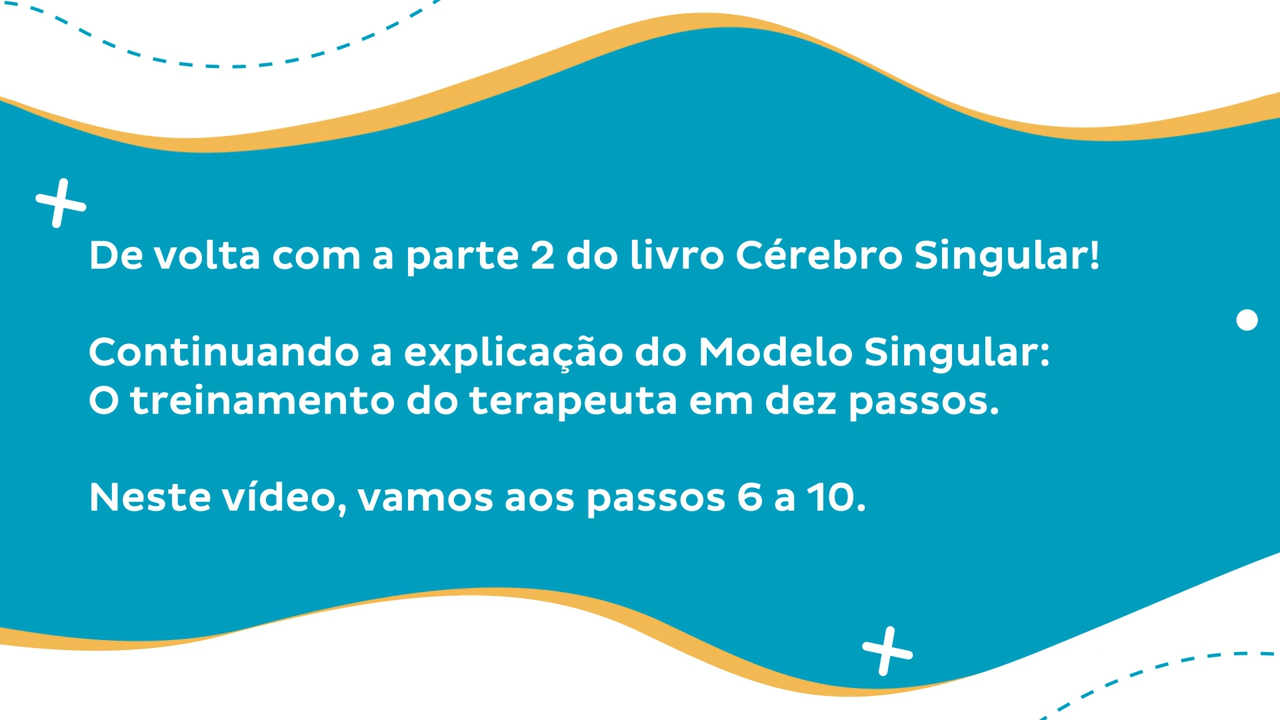 De volta com a parte 2 do livro Cérebro Singular!
Continuando a explicação do Modelo Singular:
O treinamento do terapeuta em dez passos.
Neste vídeo, vamos aos passos 6 a 10.